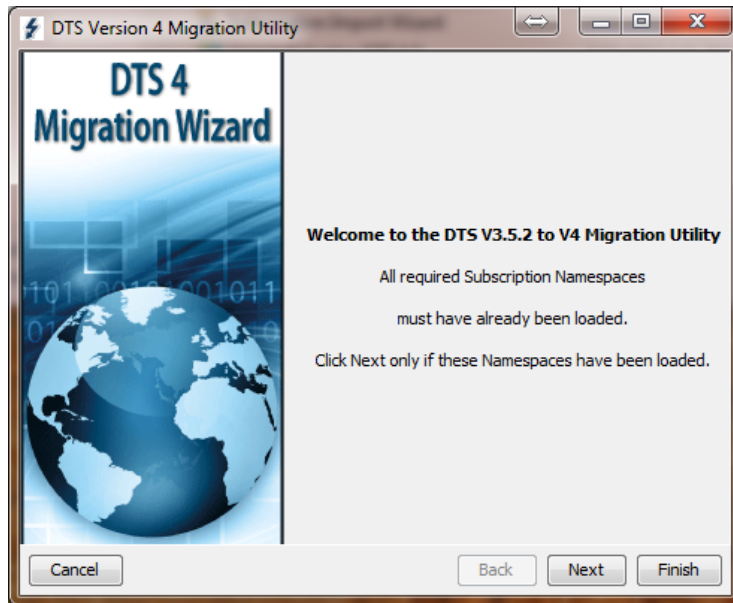 DTS Version 4 Migration Utility
DTS 4
Migration Wizard
Welcome to the DTS V3.5.2 to V4 Migration Utility
All required Subscription Namespaces
must have already been loaded.
Click Next only if these Namespaces have been loaded.
Cancel
Back
Next
Finish